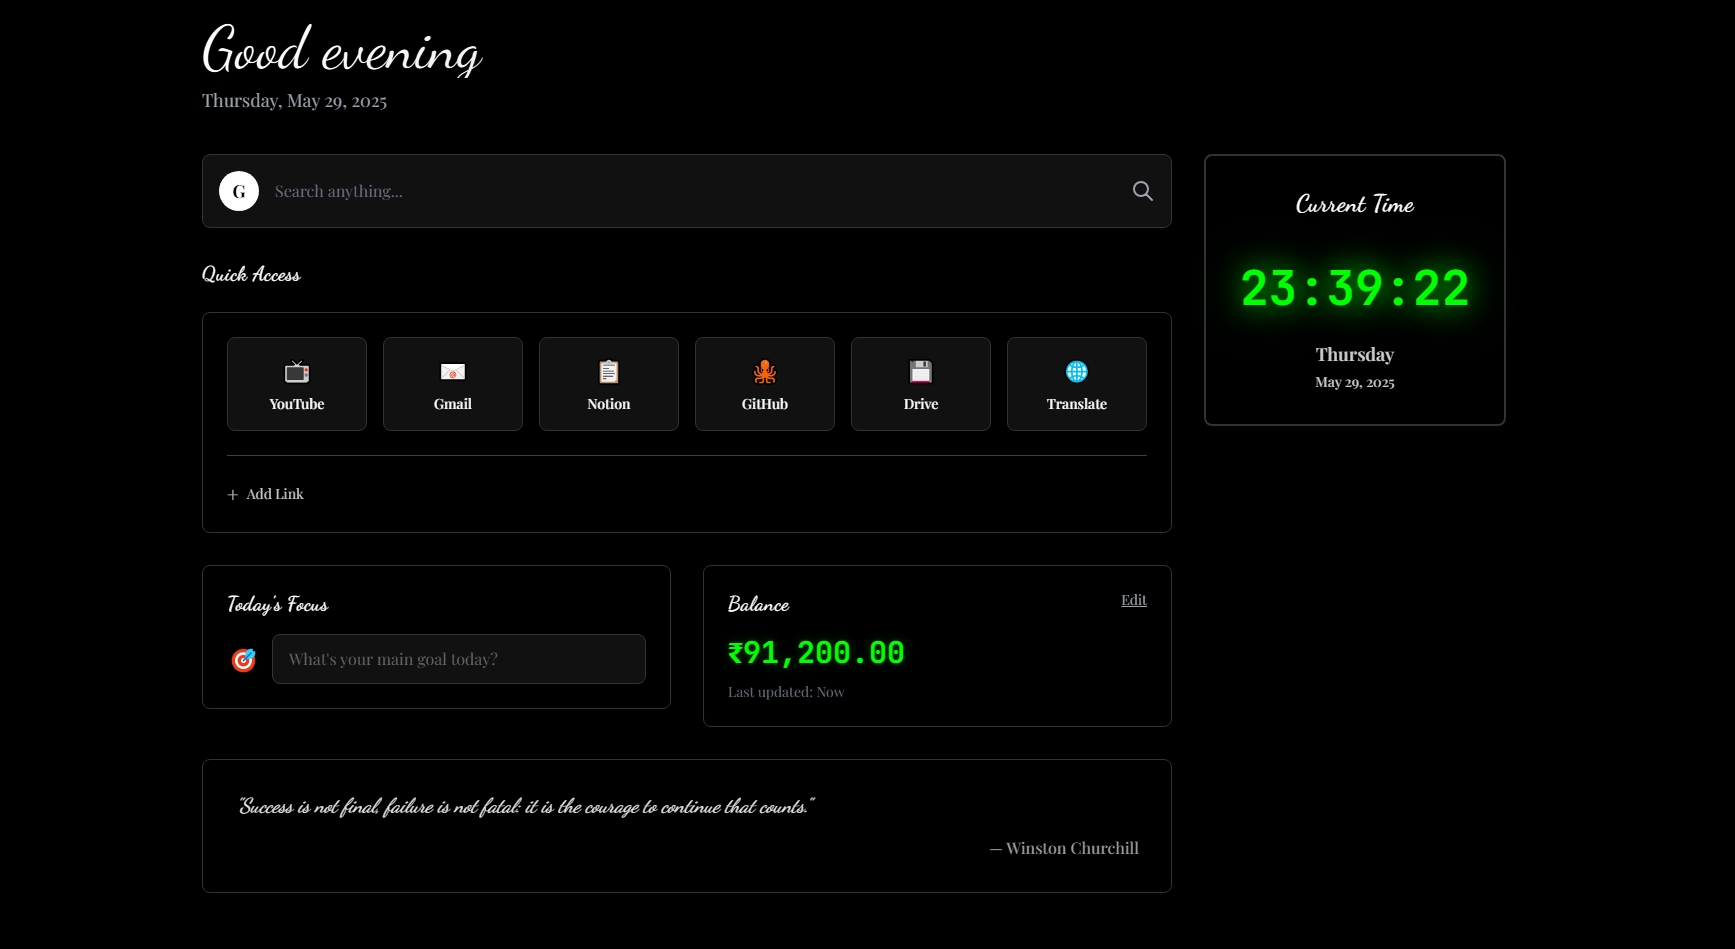 Good evening
Thursday, May 29, 2025
G
Search anything...
Current Time
23:39:22
Thursday
May 29, 2025
Quick Access
YouTube
Gmail
Notion
GitHub
Drive
Translate
+ Add Link
Today's Focus
What's your main goal today?
Balance
Edit
₹91,200.00
Last updated: Now
"Success is not final, failure is not fatal: it is the courage to continue that counts."
— Winston Churchill